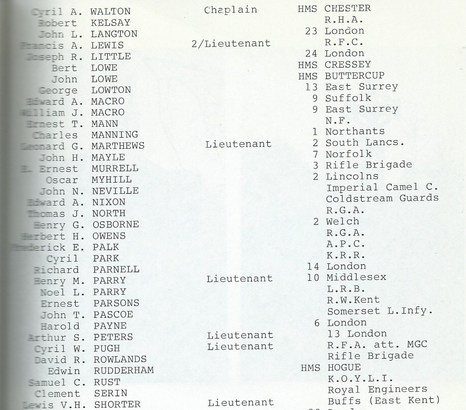 Cyril A. WALTON Chaplain HMS CHESTER
Robert KELSAY R.H.A.
John L. LANGTON 23 London
Francis A. LEWIS 2/Lieutenant R.F.C.
Joseph R. LITTLE 24 London
Bert LOWE HMS CRESSEY
John LOWE HMS BUTTERCUP
George LOWTON 13 East Surrey
Edward A. MACRO 9 Suffolk
William J. MACRO 9 East Surrey
Ernest T. MANN N.F.
Charles MANNING 1 Northants
Leonard G. MARTHEWS Lieutenant 2 South Lancs.
John H. MAYLE 7 Norfolk
Ernest MURRELL 3 Rifle Brigade
Oscar MYHILL 2 Lincolns
John N. NEVILLE Imperial Camel C.
Edward A. NIXON Coldstream Guards
Thomas J. NORTH R.G.A.
Henry G. OSBORNE 2 Welch
Herbert H. OWENS R.G.A.
Frederick E. PALK A.P.C.
Cyril PARK K.R.R.
Richard PARNELL 14 London
Henry M. PARRY Lieutenant 10 Middlesex
Noel L. PARRY L.R.B.
Ernest PARSONS R.W.Kent
John T. PASCOE Somerset L.Infy.
Harold PAYNE 6 London
Arthur S. PETERS Lieutenant 13 London
Cyril W. PUGH Lieutenant R.F.A. att. MGC
David R. ROWLANDS Rifle Brigade
Edwin RUDDERHAM HMS HOGUE
Samuel C. RUST K.O.Y.L.I.
Clement SERIN Royal Engineers
Lewis V.H. SHORTER Lieutenant Buffs (East Kent)